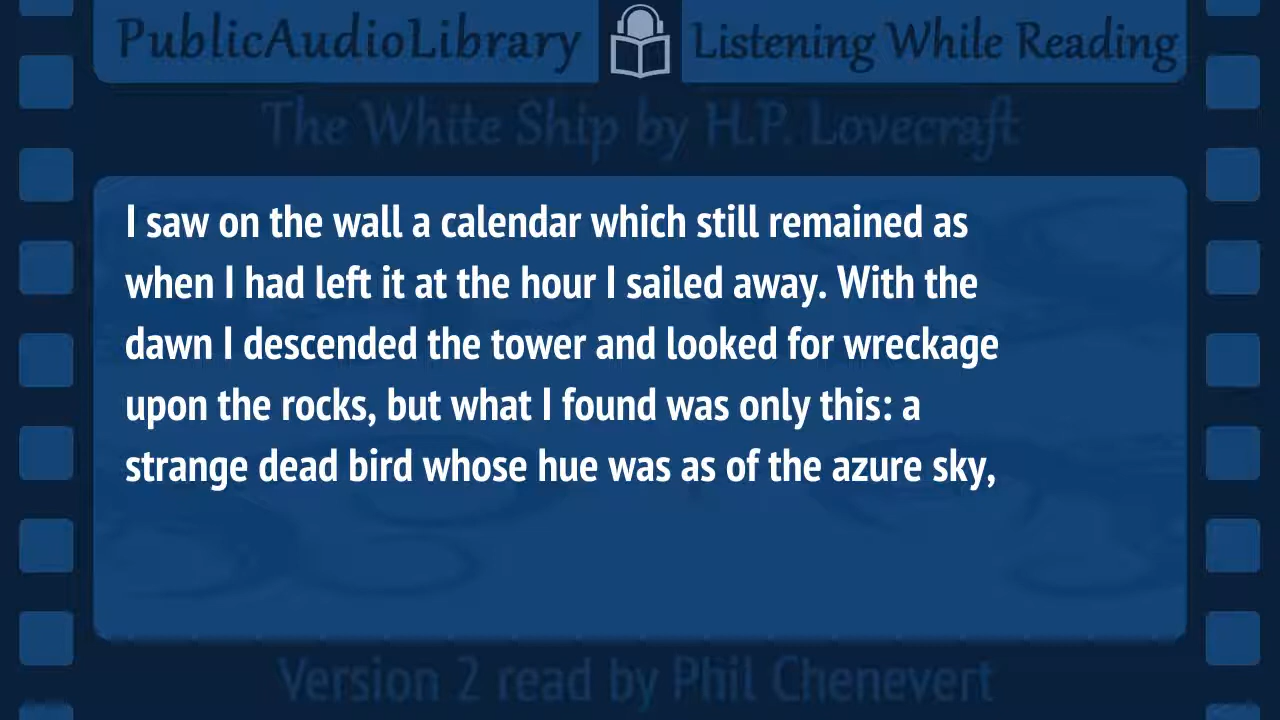 PublicAudioLibrary Listening While Reading
The White Ship by H.P. Lovecraft
I saw on the wall a calendar which still remained as
when I had left it at the hour I sailed away. With the
dawn I descended the tower and looked for wreckage
upon the rocks, but what I found was only this: a
strange dead bird whose hue was as of the azure sky,
Version 2 read by Phil Chenevert